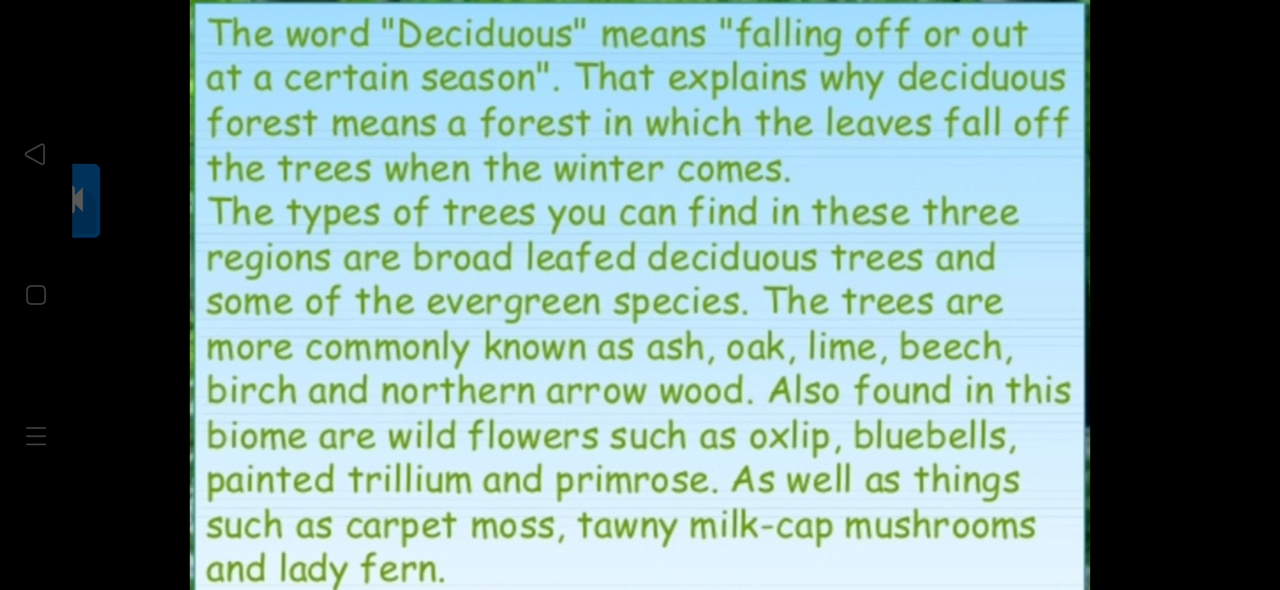 The word "Deciduous" means "falling off or out
at a certain season". That explains why deciduous
forest means a forest in which the leaves fall off
the trees when the winter comes.
The types of trees you can find in these three
regions are broad leafed deciduous trees and
some of the evergreen species. The trees are
more commonly known as ash, oak, lime, beech,
birch and northern arrow wood. Also found in this
biome are wild flowers such as oxlip, bluebells,
painted trillium and primrose. As well as things
such as carpet moss, tawny milk-cap mushrooms
and lady fern.